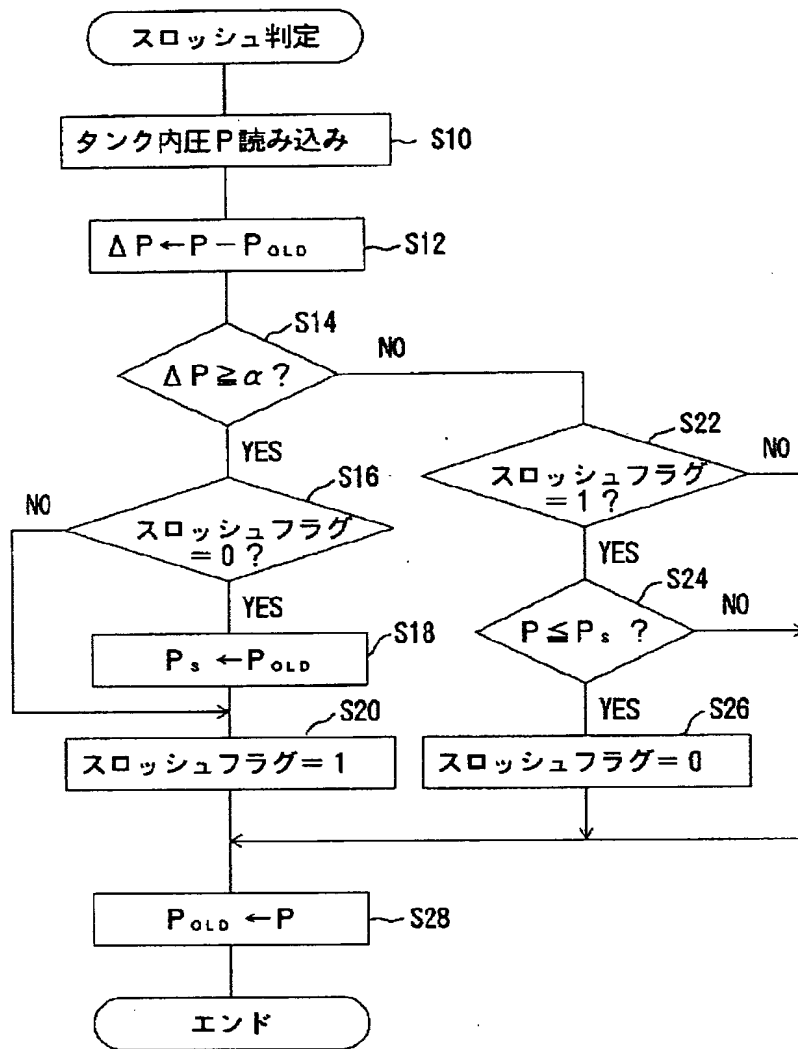 スロッシュ判定
タンク内圧P読み込み
S10
ΔP←P−P_OLD
S12
S14
ΔP≧α?
NO
YES
S16
NO
スロッシュフラグ
=0?
YES
S18
P_S←P_OLD
S20
スロッシュフラグ=1
S22
NO
スロッシュフラグ
=1?
YES
S24
NO
P≦P_S ?
YES
S26
スロッシュフラグ=0
P_OLD←P
S28
エンド